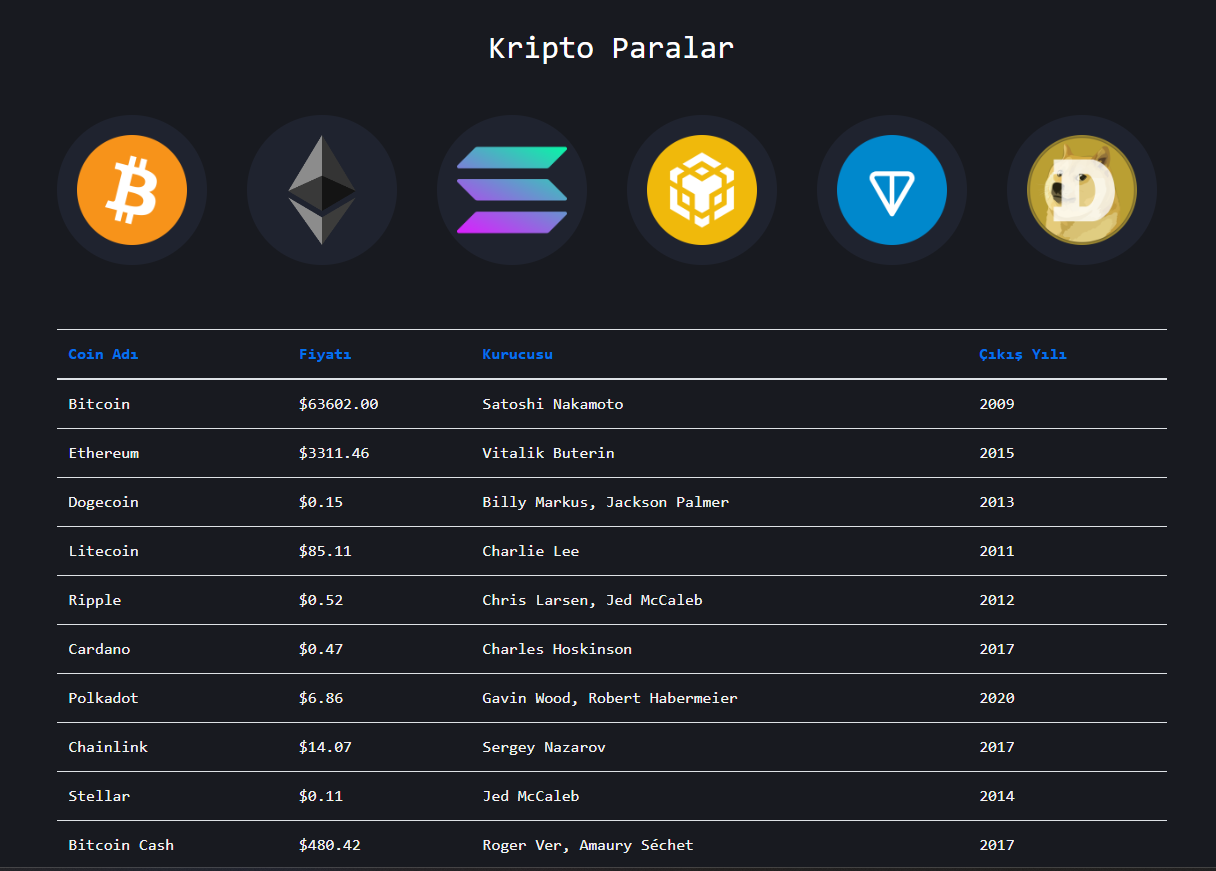 Kripto Paralar
Coin Adı Fiyatı Kurucusu Çıkış Yılı
Bitcoin $63602.00 Satoshi Nakamoto 2009
Ethereum $3311.46 Vitalik Buterin 2015
Dogecoin $0.15 Billy Markus, Jackson Palmer 2013
Litecoin $85.11 Charlie Lee 2011
Ripple $0.52 Chris Larsen, Jed McCaleb 2012
Cardano $0.47 Charles Hoskinson 2017
Polkadot $6.86 Gavin Wood, Robert Habermeier 2020
Chainlink $14.07 Sergey Nazarov 2017
Stellar $0.11 Jed McCaleb 2014
Bitcoin Cash $480.42 Roger Ver, Amaury Séchet 2017